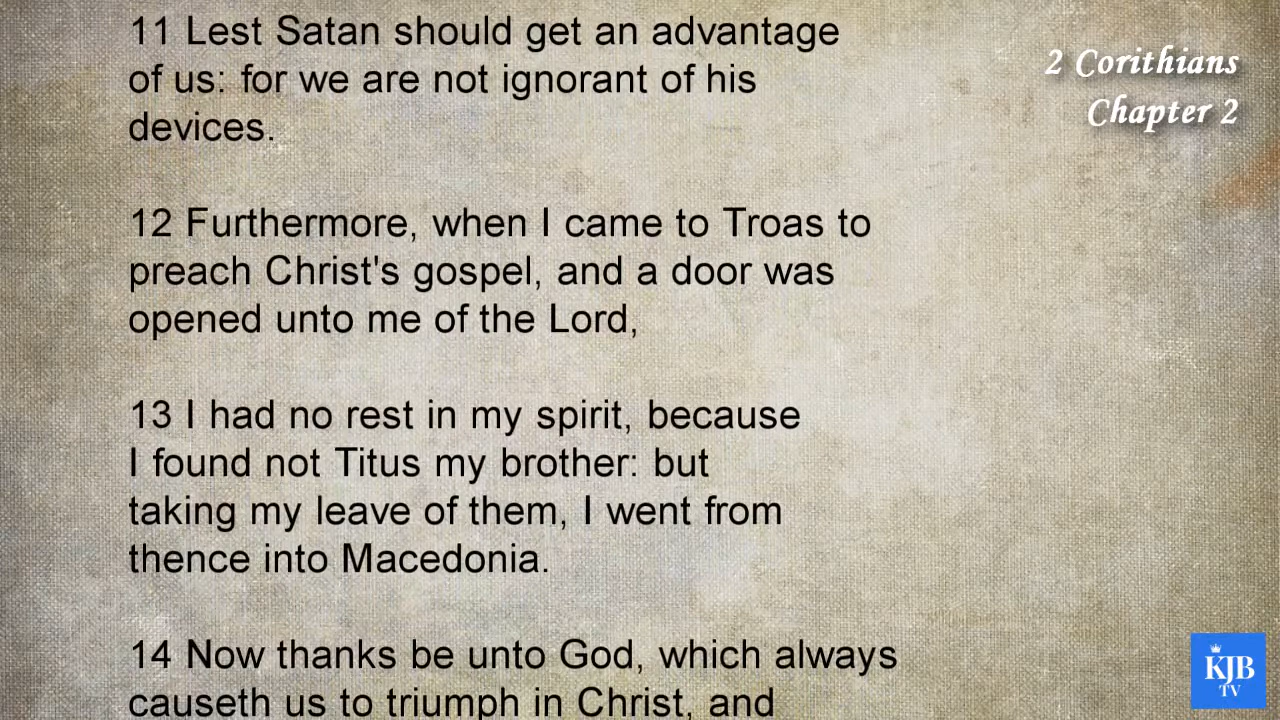 11 Lest Satan should get an advantage
of us: for we are not ignorant of his
devices.
12 Furthermore, when I came to Troas to
preach Christ's gospel, and a door was
opened unto me of the Lord,
13 I had no rest in my spirit, because
I found not Titus my brother: but
taking my leave of them, I went from
thence into Macedonia.
14 Now thanks be unto God, which always
causeth us to triumph in Christ, and
2 Corithians
Chapter 2
KJB
TV